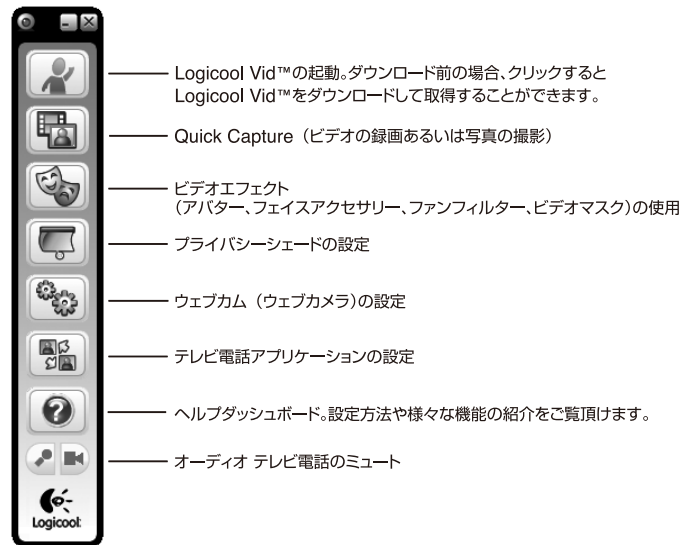 Logicool Vid™の起動。ダウンロード前の場合、クリックすると
Logicool Vid™をダウンロードして取得することができます。
Quick Capture（ビデオの録画あるいは写真の撮影）
ビデオエフェクト
（アバター、フェイスアクセサリー、ファンフィルター、ビデオマスク）の使用
プライバシーシェードの設定
ウェブカム（ウェブカメラ）の設定
テレビ電話アプリケーションの設定
ヘルプダッシュボード。設定方法や様々な機能の紹介をご覧頂けます。
オーディオ テレビ電話のミュート
Logicool